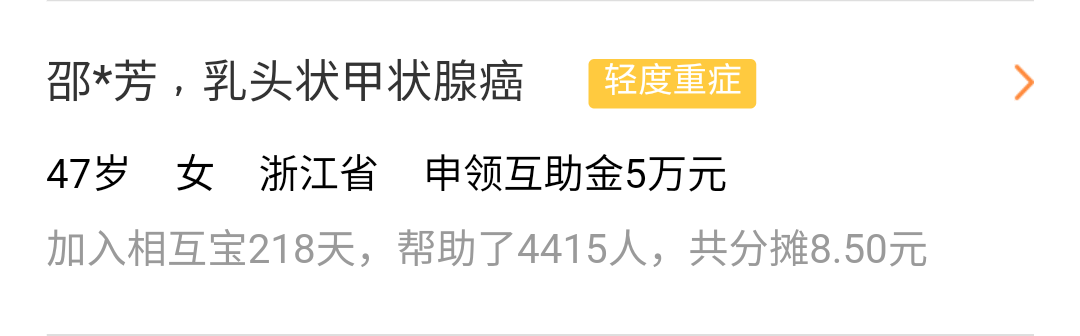 邵*芳，乳头状甲状腺癌 轻度重症
47岁 女 浙江省 申领互助金5万元
加入相互宝218天，帮助了4415人，共分摊8.50元